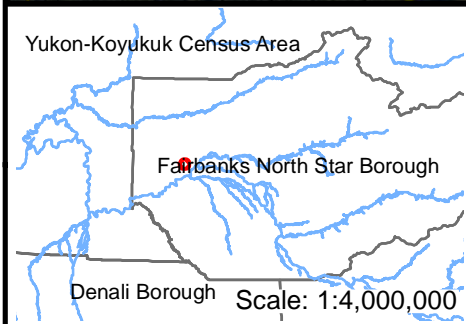 Yukon-Koyukuk Census Area
Fairbanks North Star Borough
Denali Borough
Scale: 1:4,000,000